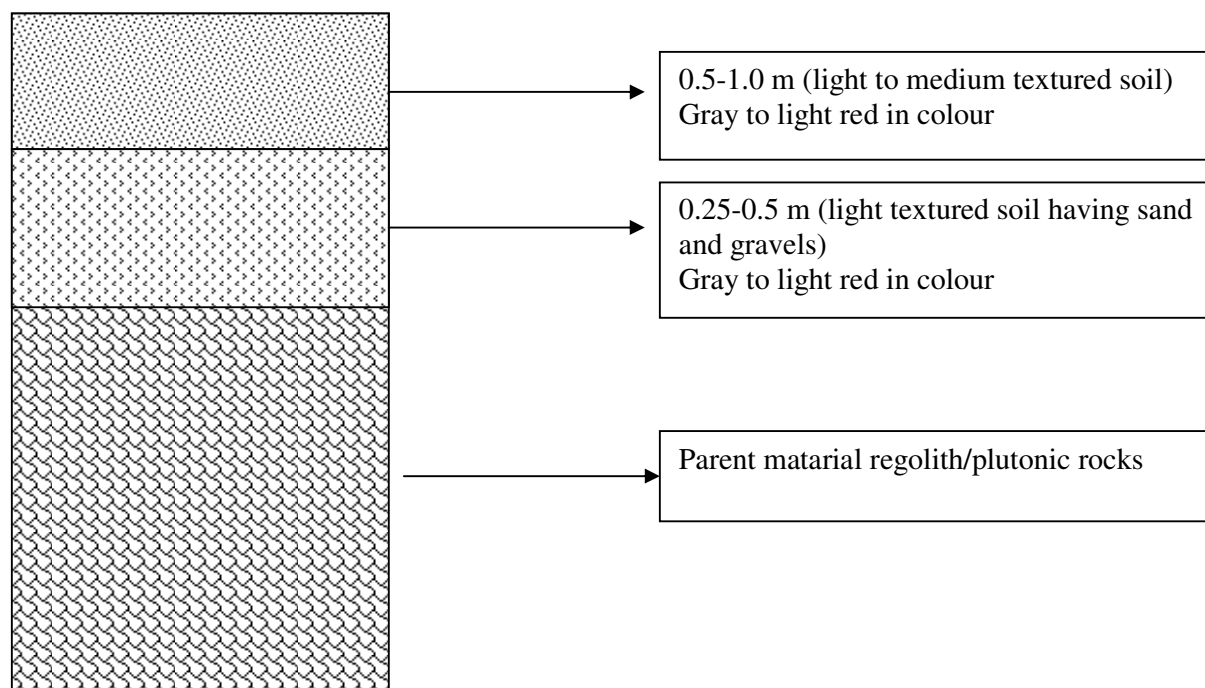 0.5-1.0 m (light to medium textured soil)
Gray to light red in colour
0.25-0.5 m (light textured soil having sand
and gravels)
Gray to light red in colour
Parent matarial regolith/plutonic rocks